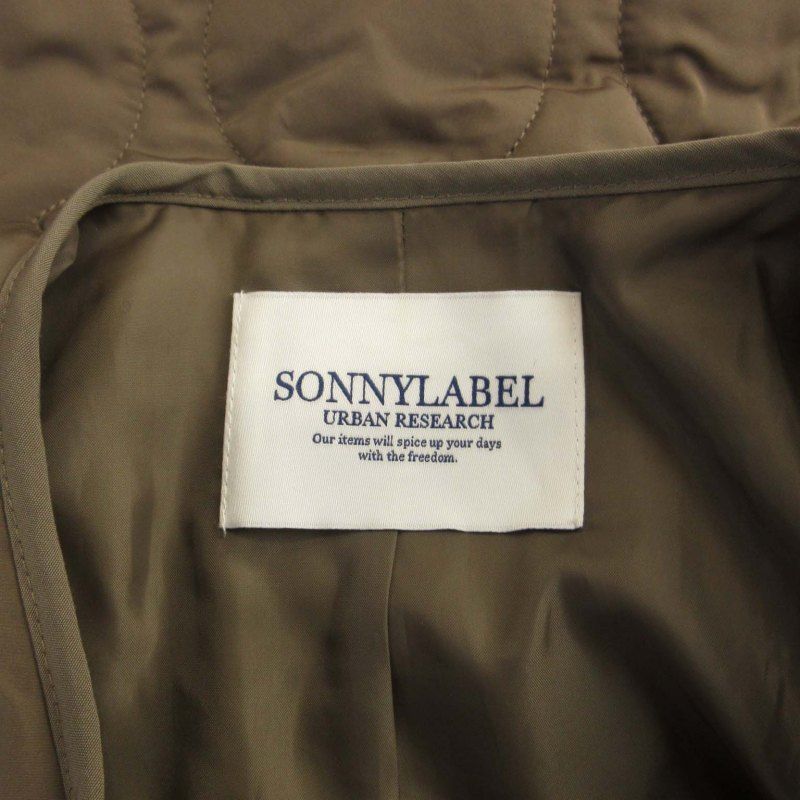 SONNYLABEL
URBAN RESEARCH
Our items will spice up your days
with the freedom.